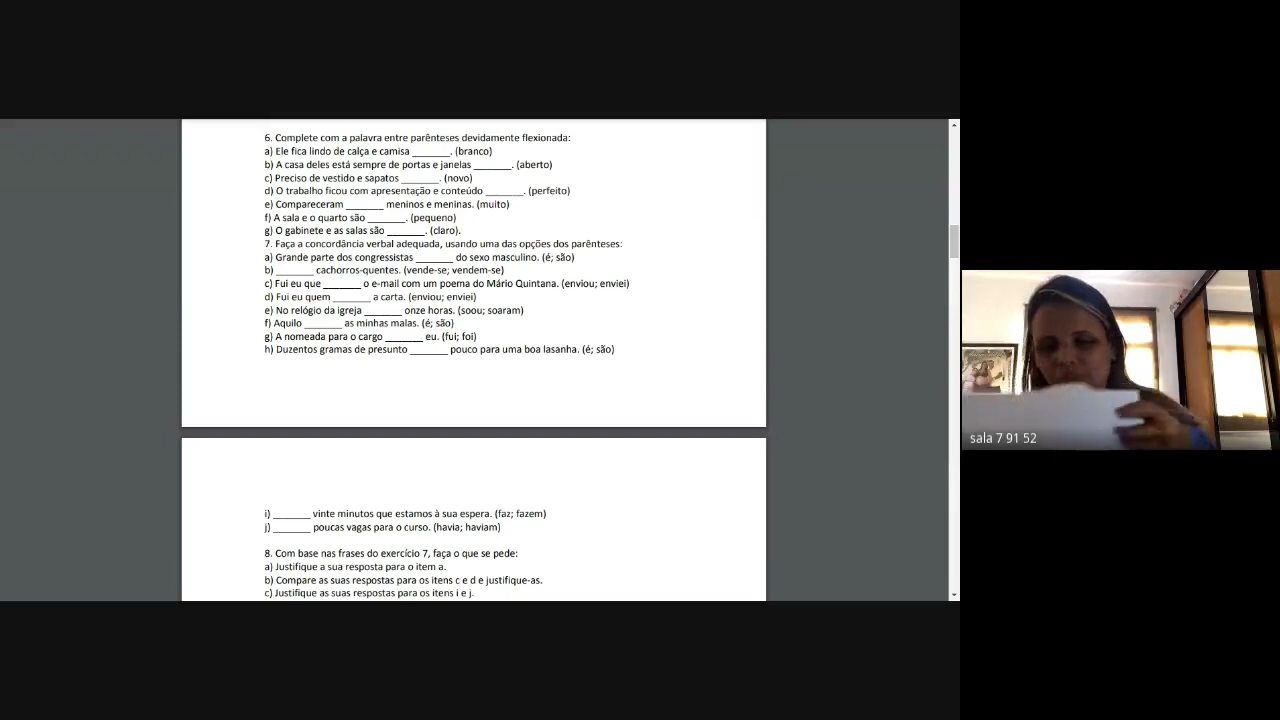 6. Complete com a palavra entre parênteses devidamente flexionada:
a) Ele fica lindo de calça e camisa _______. (branco)
b) A casa deles está sempre de portas e janelas _______. (aberto)
c) Preciso de vestido e sapatos _______. (novo)
d) O trabalho ficou com apresentação e conteúdo _______. (perfeito)
e) Compareceram _______ meninos e meninas. (muito)
f) A sala e o quarto são _______. (pequeno)
g) O gabinete e as salas são _______. (claro).
7. Faça a concordância verbal adequada, usando uma das opções dos parênteses:
a) Grande parte dos congressistas _______ do sexo masculino. (é; são)
b) _______ cachorros-quentes. (vende-se; vendem-se)
c) Fui eu que _______ o e-mail com um poema do Mário Quintana. (enviou; enviei)
d) Fui eu quem _______ a carta. (enviou; enviei)
e) No relógio da igreja _______ onze horas. (soou; soaram)
f) Aquilo _______ as minhas malas. (é; são)
g) A nomeada para o cargo _______ eu. (fui; foi)
h) Duzentos gramas de presunto _______ pouco para uma boa lasanha. (é; são)
i) _______ vinte minutos que estamos à sua espera. (faz; fazem)
j) _______ poucas vagas para o curso. (havia; haviam)
8. Com base nas frases do exercício 7, faça o que se pede:
a) Justifique a sua resposta para o item a.
b) Compare as suas respostas para os itens c e d e justifique-as.
c) Justifique as suas respostas para os itens i e j.
sala 7 91 52